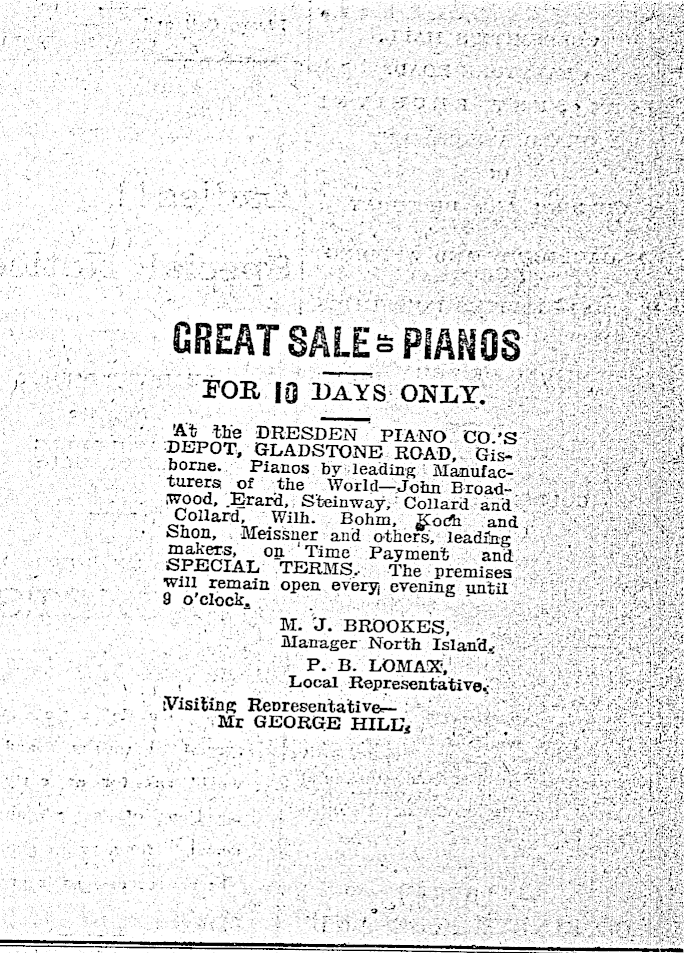 GREAT SALE OF PIANOS
FOR 10 DAYS ONLY.
At the DRESDEN PIANO CO.'S
DEPOT, GLADSTONE ROAD, Gis-
borne. Pianos by leading Manufac-
turers of the World—John Broad-
wood, Erard, Steinway, Collard and
Collard, Wilh. Bohm, Koch and
Shon, Meissner and others, leading
makers, on Time Payment and
SPECIAL TERMS. The premises
will remain open every evening until
9 o'clock.
M. J. BROOKES,
Manager North Island.
P. B. LOMAX,
Local Representative.
Visiting Representative—
Mr GEORGE HILL,